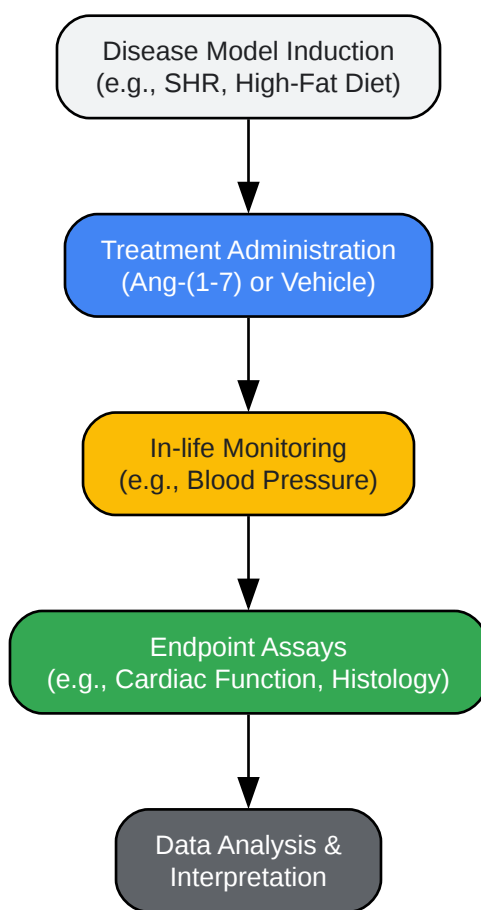 Disease Model Induction
(e.g., SHR, High-Fat Diet)
Treatment Administration
(Ang-(1-7) or Vehicle)
In-life Monitoring
(e.g., Blood Pressure)
Endpoint Assays
(e.g., Cardiac Function, Histology)
Data Analysis &
Interpretation